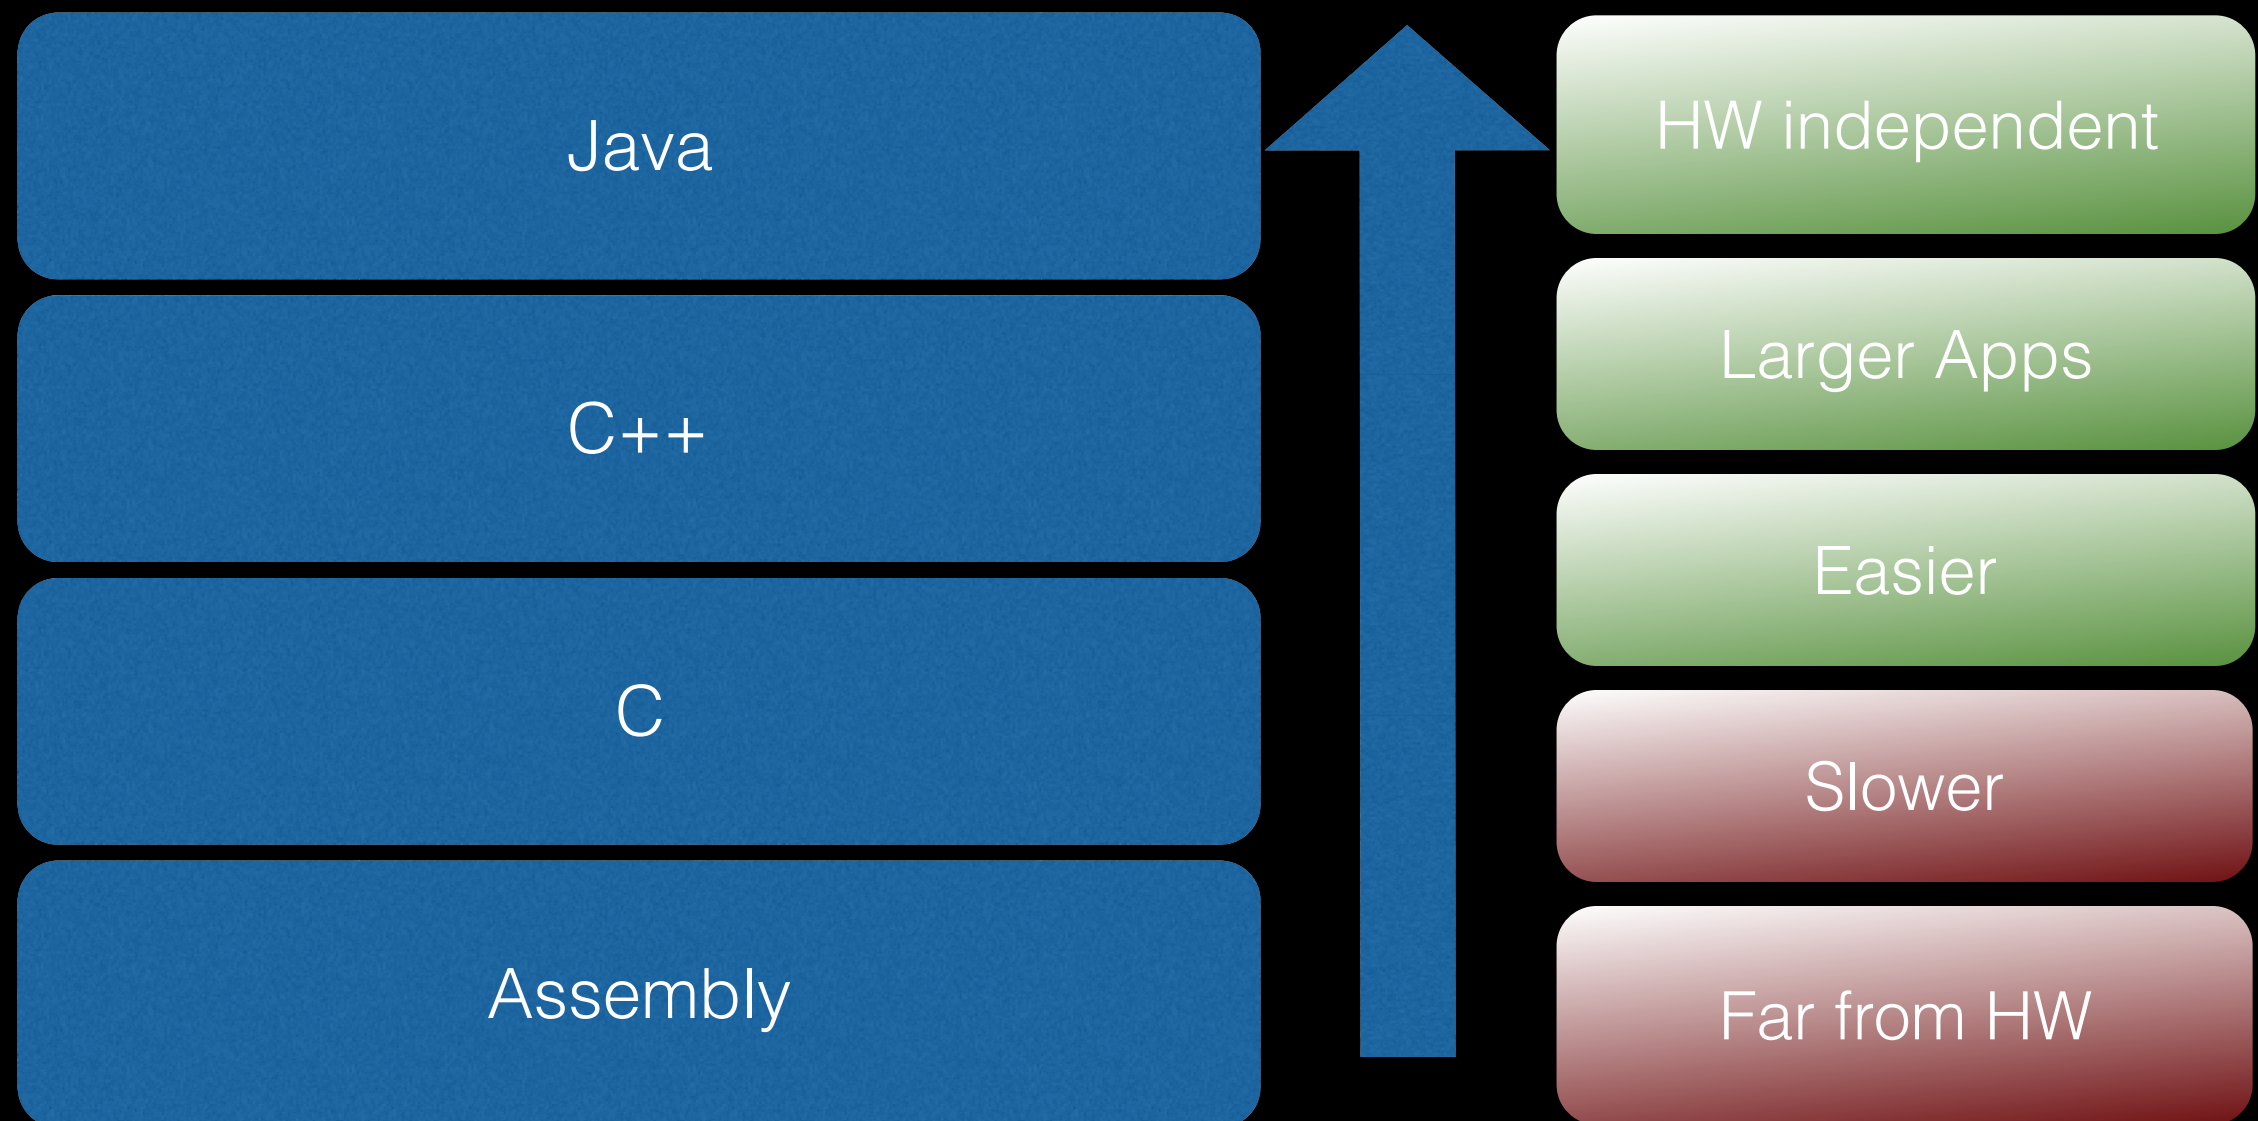 Java
C++
C
Assembly
HW independent
Larger Apps
Easier
Slower
Far from HW